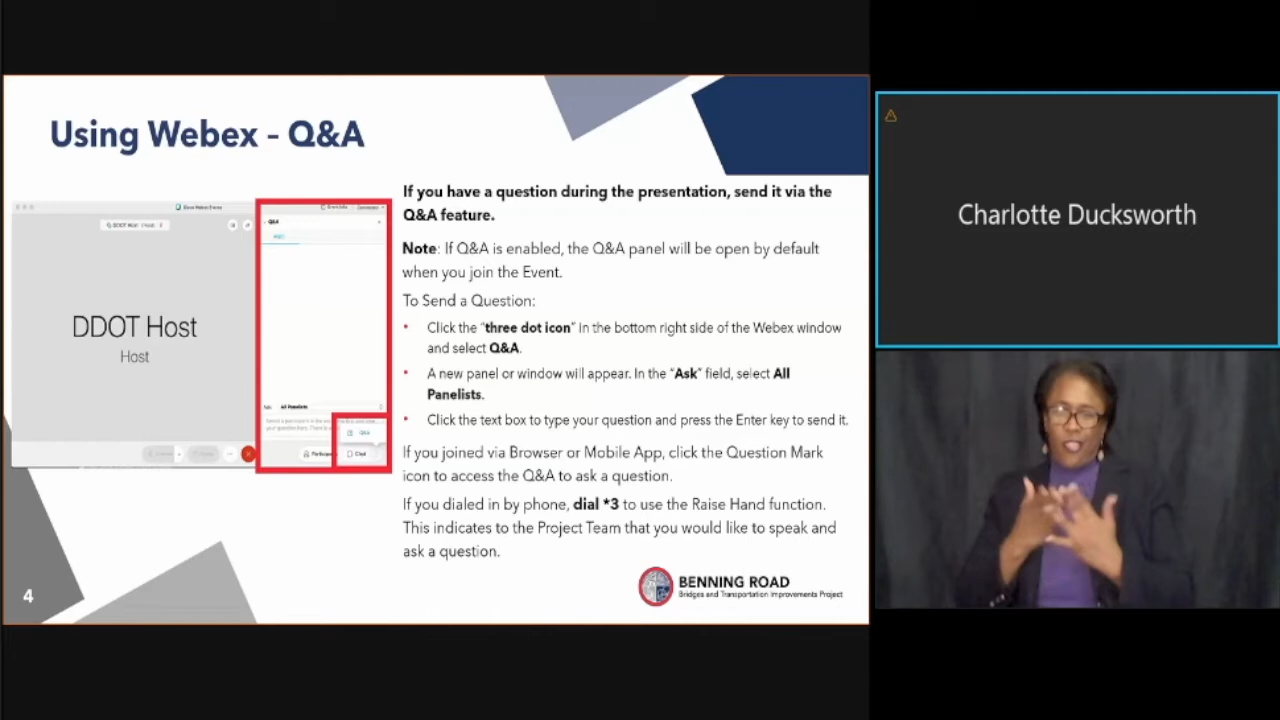 Using Webex - Q&A
DDOT Host
Host
Q&A
All Panelists
Q&A
Chat
If you have a question during the presentation, send it via the
Q&A feature.
Note: If Q&A is enabled, the Q&A panel will be open by default
when you join the Event.
To Send a Question:
• Click the “three dot icon” in the bottom right side of the Webex window
and select Q&A.
• A new panel or window will appear. In the “Ask” field, select All
Panelists.
• Click the text box to type your question and press the Enter key to send it.
If you joined via Browser or Mobile App, click the Question Mark
icon to access the Q&A to ask a question.
If you dialed in by phone, dial *3 to use the Raise Hand function.
This indicates to the Project Team that you would like to speak and
ask a question.
4
BENNING ROAD
Bridges and Transportation Improvements Project
Charlotte Ducksworth